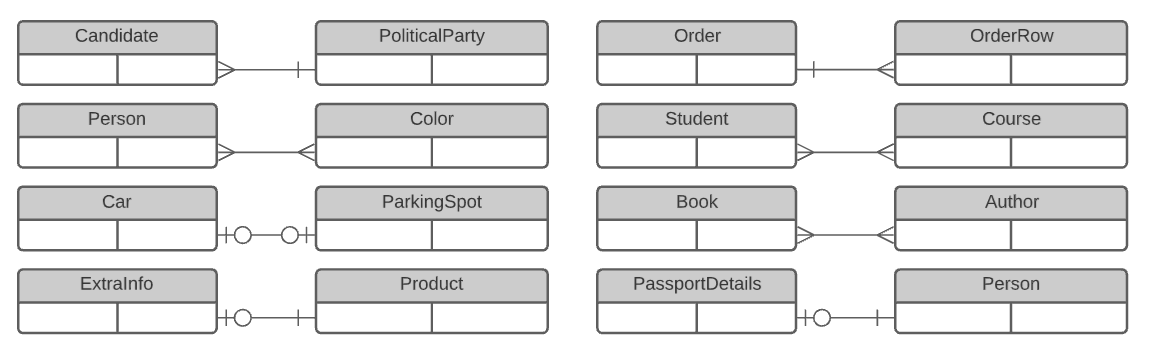 Candidate
PoliticalParty
Order
OrderRow
Person
Color
Student
Course
Car
ParkingSpot
Book
Author
ExtraInfo
Product
PassportDetails
Person